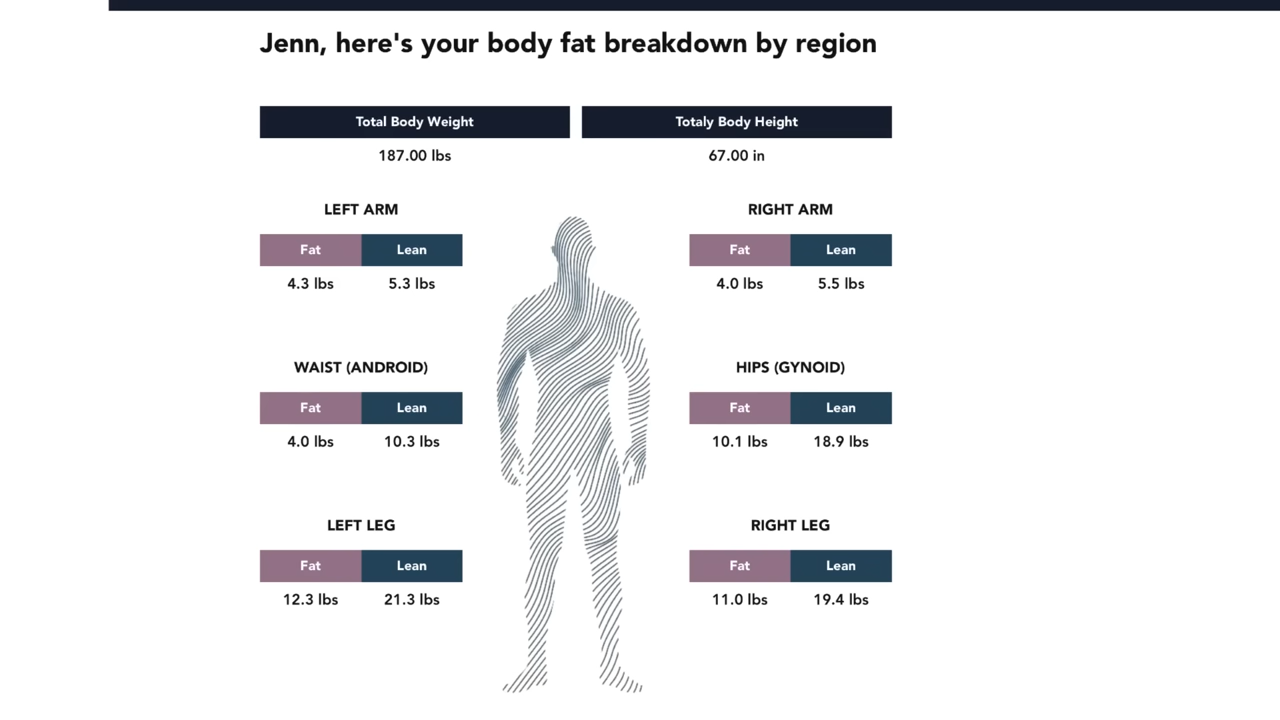 Jenn, here's your body fat breakdown by region
Total Body Weight
Totaly Body Height
187.00 lbs
67.00 in
LEFT ARM
RIGHT ARM
Fat
Lean
Fat
Lean
4.3 lbs
5.3 lbs
4.0 lbs
5.5 lbs
WAIST (ANDROID)
HIPS (GYNOID)
Fat
Lean
Fat
Lean
4.0 lbs
10.3 lbs
10.1 lbs
18.9 lbs
LEFT LEG
RIGHT LEG
Fat
Lean
Fat
Lean
12.3 lbs
21.3 lbs
11.0 lbs
19.4 lbs